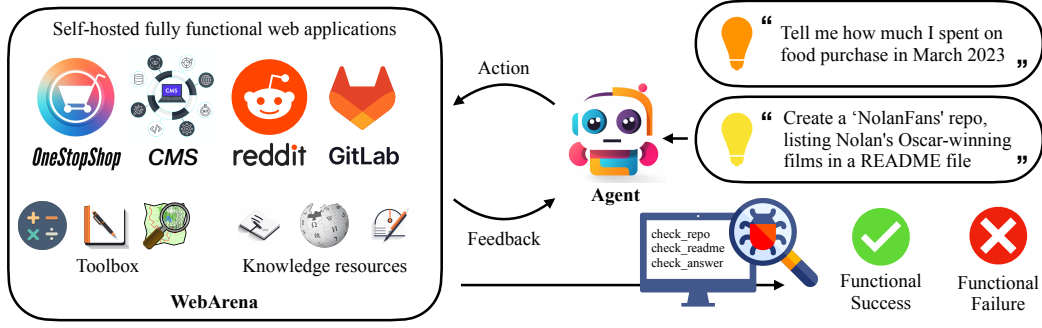 Self-hosted fully functional web applications
CMS
OneStopShop
CMS
reddit
GitLab
Toolbox
Knowledge resources
WebArena
Action
Feedback
Agent
“ Tell me how much I spent on
food purchase in March 2023 ”
“ Create a ‘NolanFans' repo,
listing Nolan's Oscar-winning
films in a README file ”
check_repo
check_readme
check_answer
Functional
Success
Functional
Failure